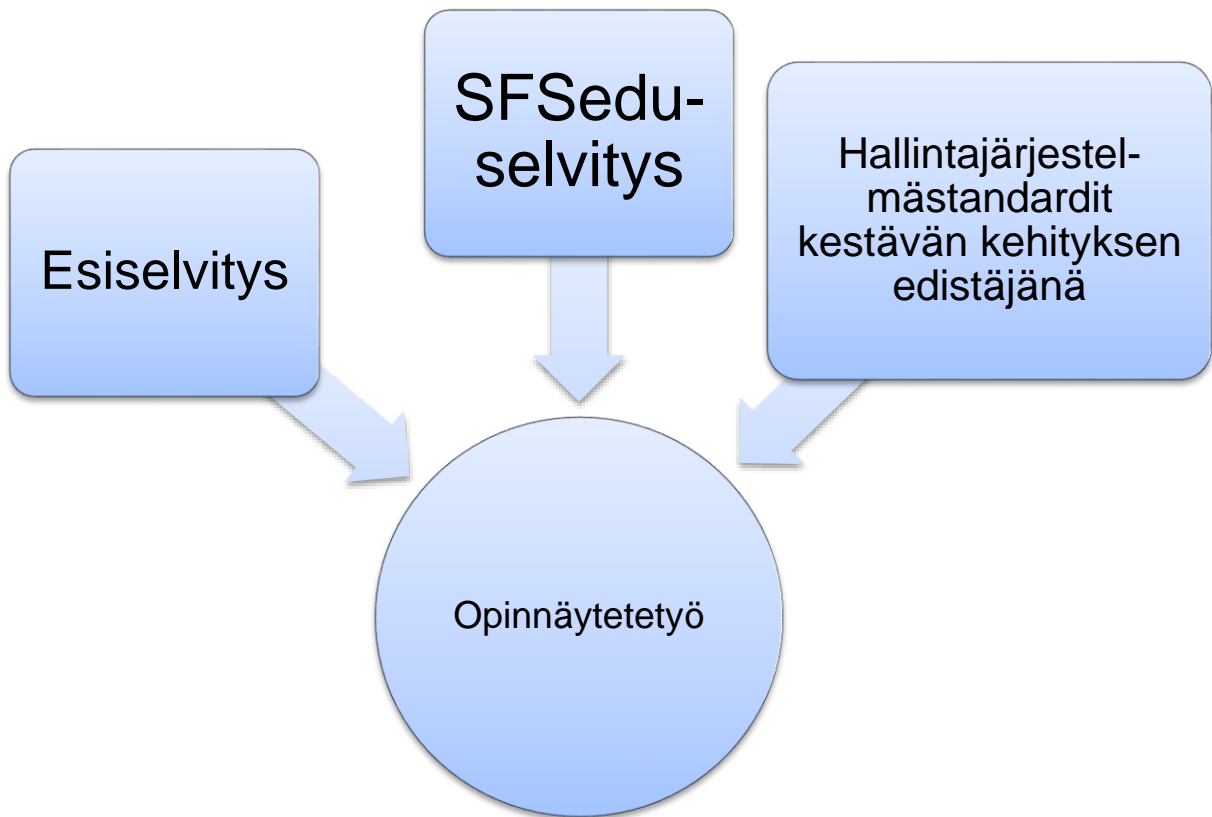 Esiselvitys
SFSedu-
selvitys
Hallintajärjestel-
mästandardit
kestävän kehityksen
edistäjänä
Opinnäytetetyö